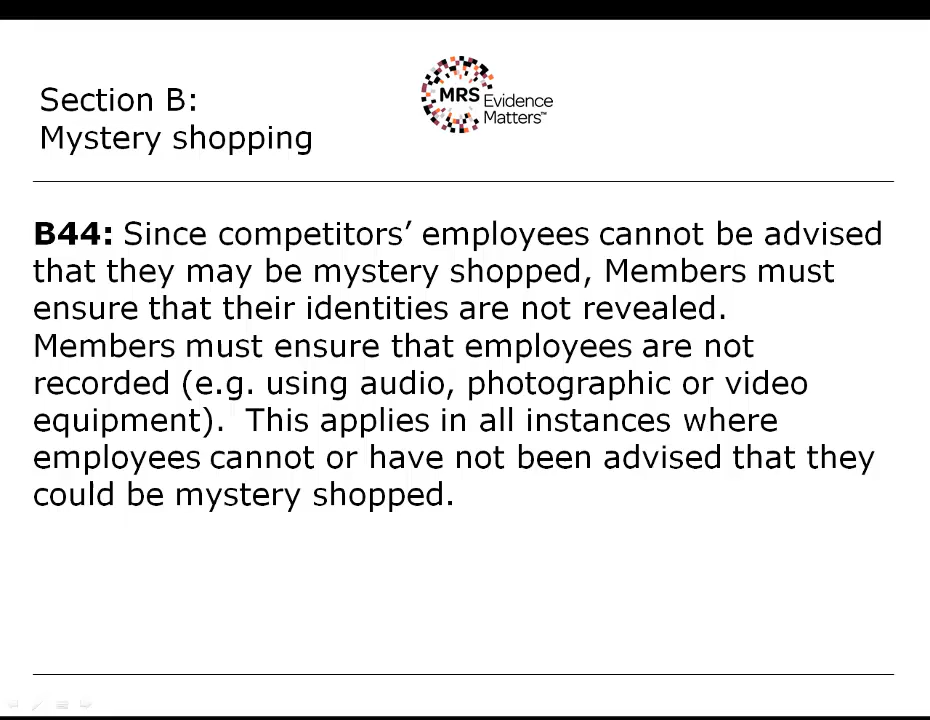 Section B:
Mystery shopping
MRS Evidence
Matters™
B44: Since competitors’ employees cannot be advised
that they may be mystery shopped, Members must
ensure that their identities are not revealed.
Members must ensure that employees are not
recorded (e.g. using audio, photographic or video
equipment).  This applies in all instances where
employees cannot or have not been advised that they
could be mystery shopped.